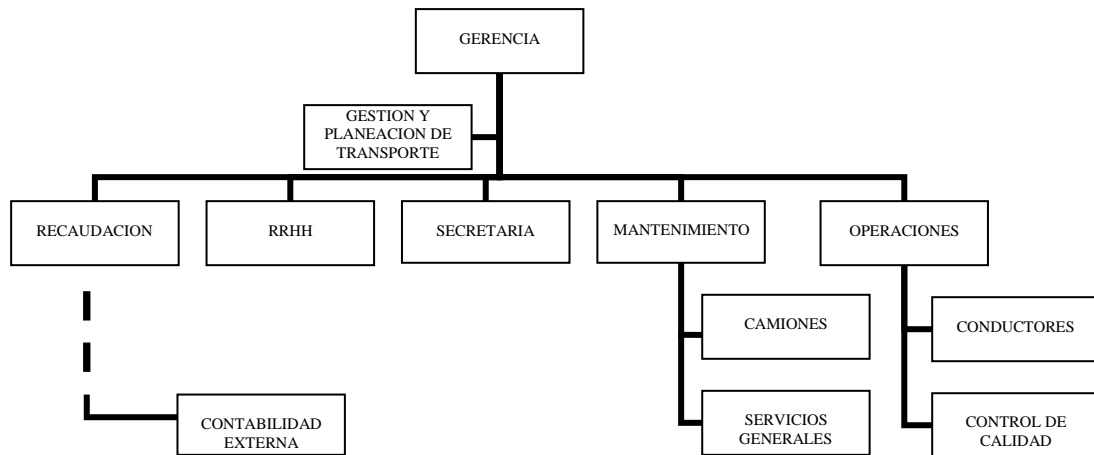 GERENCIA
GESTION Y
PLANEACION DE
TRANSPORTE
RECAUDACION
RRHH
SECRETARIA
MANTENIMIENTO
OPERACIONES
CAMIONES
CONDUCTORES
CONTABILIDAD
EXTERNA
SERVICIOS
GENERALES
CONTROL DE
CALIDAD